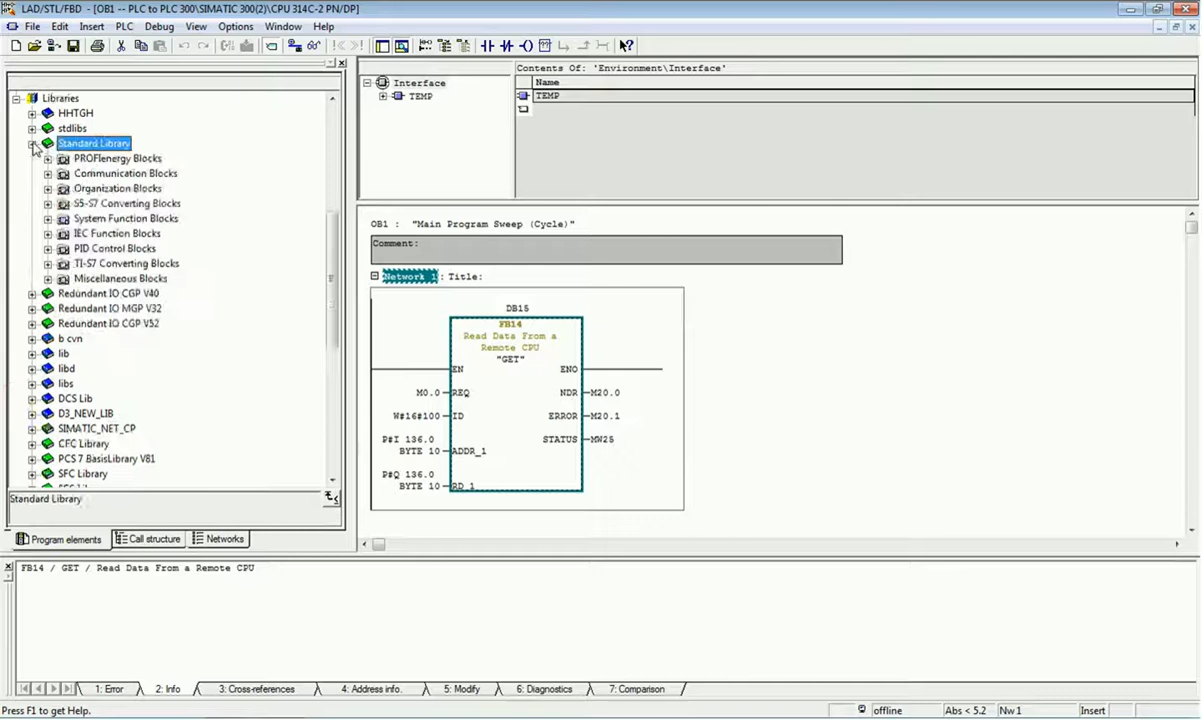 LAD/STL/FBD - [OB1 -- PLC to PLC 300\SIMATIC 300(2)\CPU 314C-2 PN/DP]
File Edit Insert PLC Debug View Options Window Help
Libraries
HHTGH
stdlibs
Standard Library
PROFIenergy Blocks
Communication Blocks
Organization Blocks
S5-S7 Converting Blocks
System Function Blocks
IEC Function Blocks
PID Control Blocks
TI-S7 Converting Blocks
Miscellaneous Blocks
Redundant IO CGP V40
Redundant IO MGP V32
Redundant IO CGP V52
b cvn
lib
libd
libs
DCS Lib
D3_NEW_LIB
SIMATIC_NET_CP
CFC Library
PCS 7 BasisLibrary V81
SFC Library
Standard Library
Program elements Call structure Networks
Interface
TEMP
Contents Of: 'Environment\Interface'
Name
TEMP
OB1 : "Main Program Sweep (Cycle)"
Comment:
Network 1: Title:
DB15
FB14
Read Data From a
Remote CPU
"GET"
EN ENO
M0.0 REQ NDR M20.0
W#16#100 ID ERROR M20.1
P#I 136.0 STATUS MW25
BYTE 10 ADDR_1
P#Q 136.0
BYTE 10 RD_1
FB14 / GET / Read Data From a Remote CPU
1: Error 2: Info 3: Cross-references 4: Address info. 5: Modify 6: Diagnostics 7: Comparison
Press F1 to get Help. offline Abs < 5.2 Nw 1 Insert